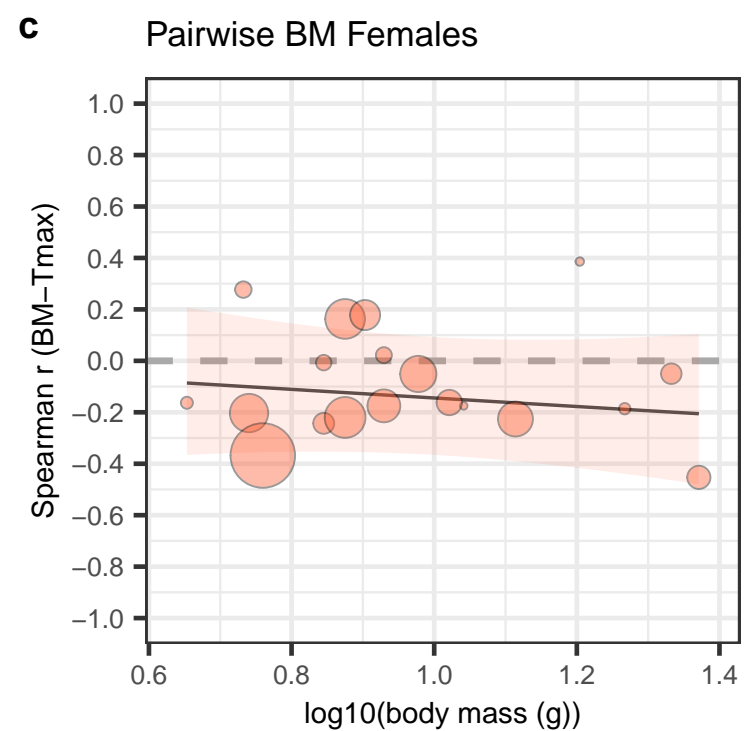 c
Pairwise BM Females
1.0
0.8
0.6
0.4
0.2
0.0
−0.2
−0.4
−0.6
−0.8
−1.0
Spearman r (BM−Tmax)
0.6 0.8 1.0 1.2 1.4
log10(body mass (g))